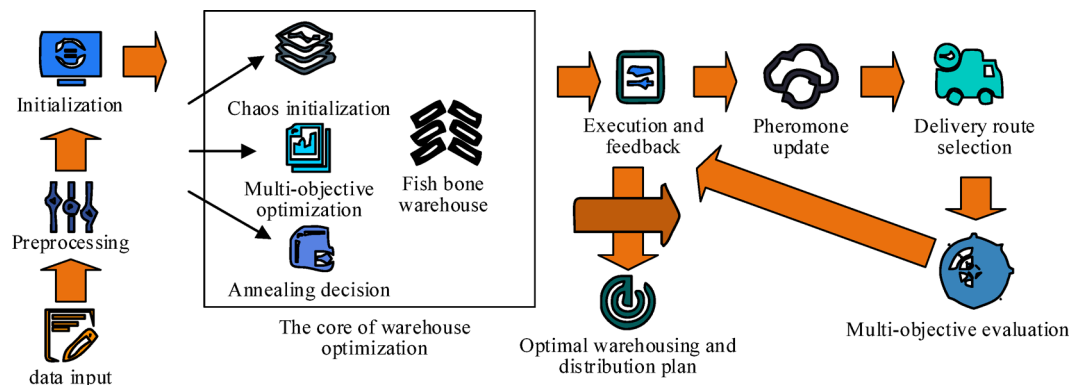 Initialization
Preprocessing
data input
Chaos initialization
Multi-objective
optimization
Annealing decision
Fish bone
warehouse
The core of warehouse
optimization
Execution and
feedback
Pheromone
update
Delivery route
selection
Multi-objective evaluation
Optimal warehousing and
distribution plan